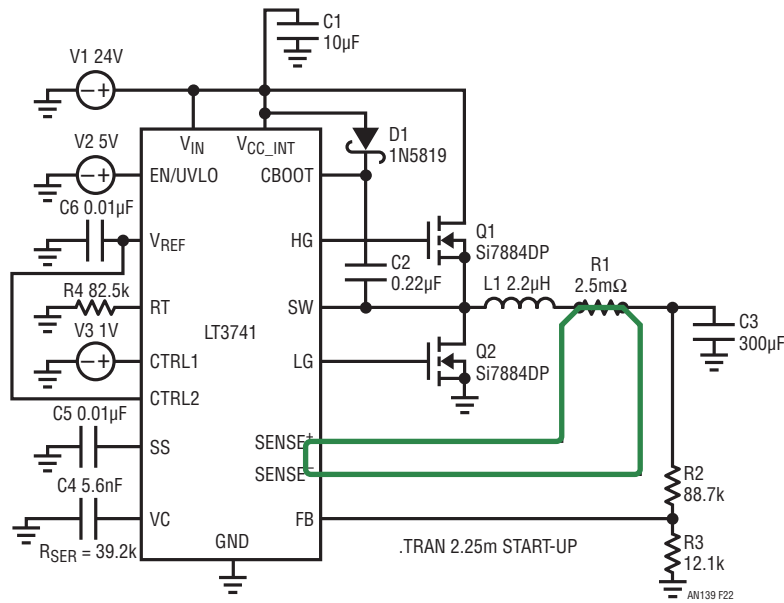 C1
10µF
V1 24V
VIN
VCC_INT
D1
1N5819
V2 5V
EN/UVLO
CBOOT
C6 0.01µF
VREF
HG
Q1
Si7884DP
C2
0.22µF
L1 2.2µH
R1
2.5mΩ
R4 82.5k
RT
SW
LT3741
C3
300µF
V3 1V
CTRL1
LG
Q2
Si7884DP
CTRL2
C5 0.01µF
SS
SENSE+
SENSE–
R2
88.7k
C4 5.6nF
VC
FB
RSER = 39.2k
GND
.TRAN 2.25m START-UP
R3
12.1k
AN139 F22